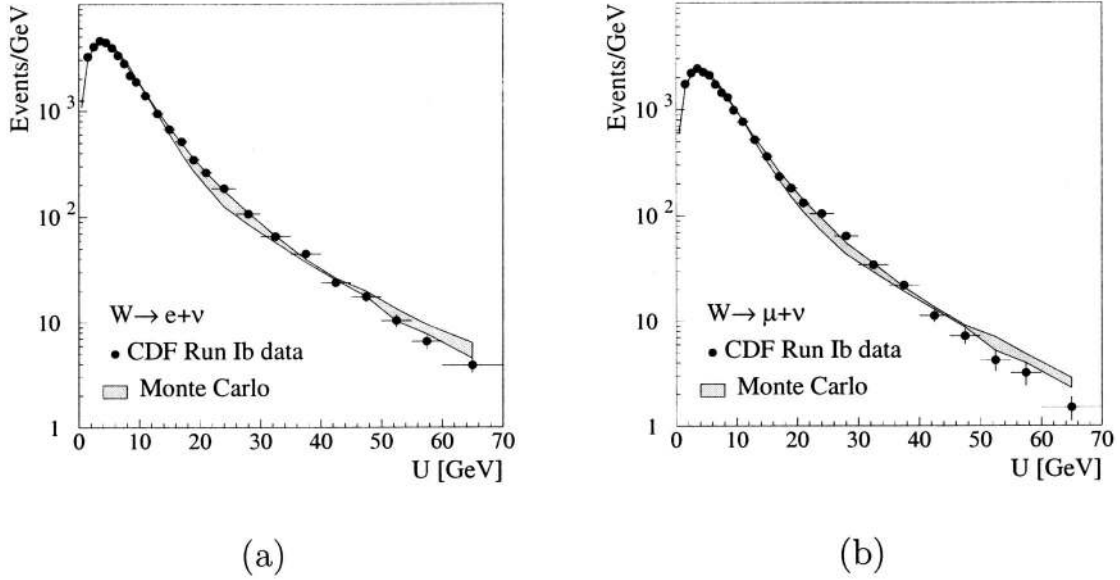 Events/GeV
10 3
10 2
10
1
0 10 20 30 40 50 60 70
U [GeV]
W→ e+ν
CDF Run Ib data
Monte Carlo
(a)
Events/GeV
10 3
10 2
10
1
0 10 20 30 40 50 60 70
U [GeV]
W→ μ+ν
CDF Run Ib data
Monte Carlo
(b)